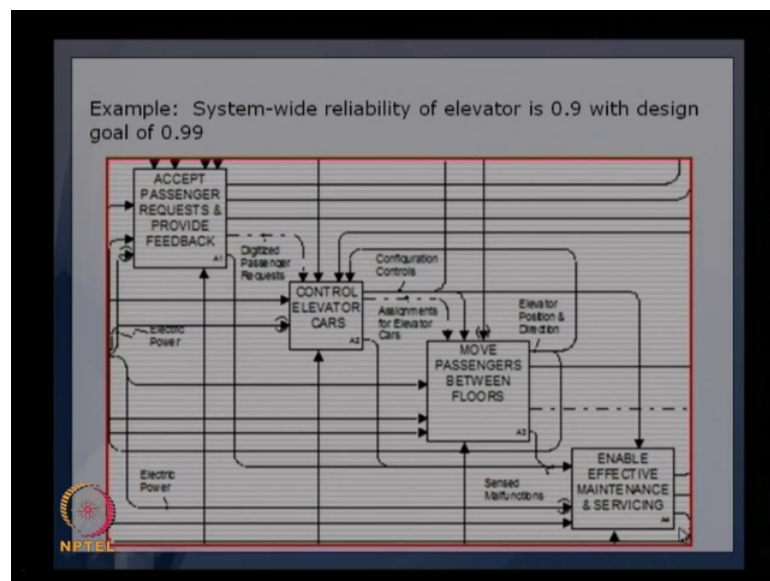 Example: System-wide reliability of elevator is 0.9 with design
goal of 0.99
ACCEPT
PASSENGER
REQUESTS &
PROVIDE
FEEDBACK
A1
Digitized
Passenger
Requests
Configuration
Controls
CONTROL
ELEVATOR
CARS
A2
Assignments
for Elevator
Cars
Elevator
Position &
Direction
Electric
Power
MOVE
PASSENGERS
BETWEEN
FLOORS
A3
Electric
Power
Sensed
Malfunctions
ENABLE
EFFECTIVE
MAINTENANCE
& SERVICING
A4
NPTEL